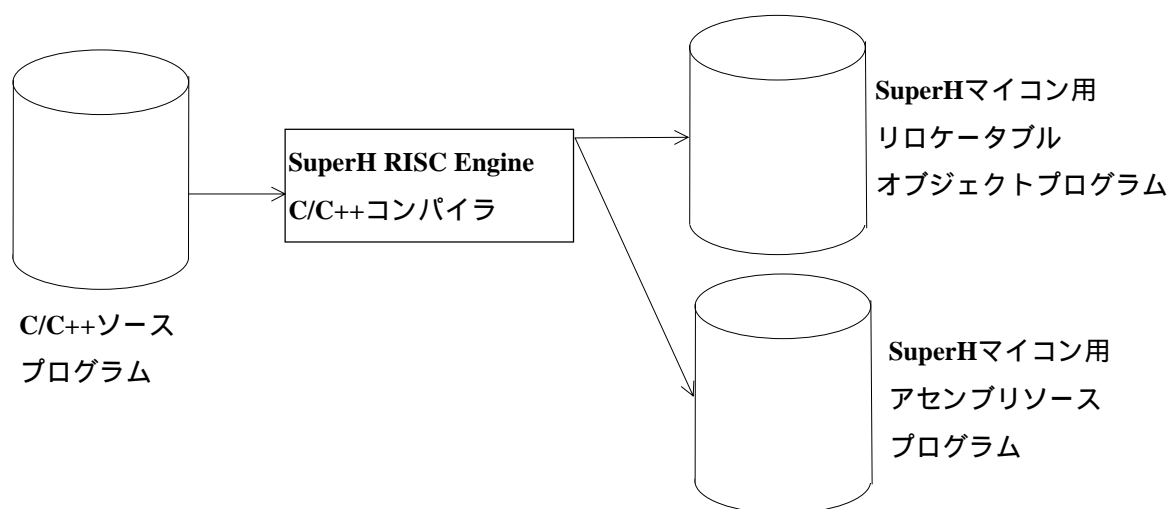 C/C++ソース
プログラム
SuperH RISC Engine
C/C++コンパイラ
SuperHマイコン用
リロケータブル
オブジェクトプログラム
SuperHマイコン用
アセンブリソース
プログラム